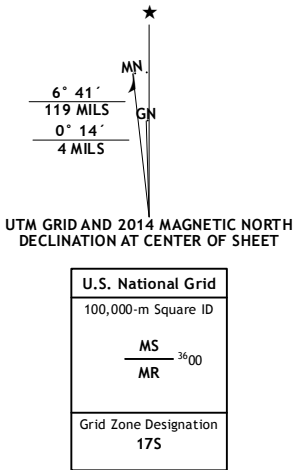 ★
MN
6° 41´
119 MILS
GN
0° 14´
4 MILS
UTM GRID AND 2014 MAGNETIC NORTH
DECLINATION AT CENTER OF SHEET
U.S. National Grid
100,000-m Square ID
MS
3600
MR
Grid Zone Designation
17S